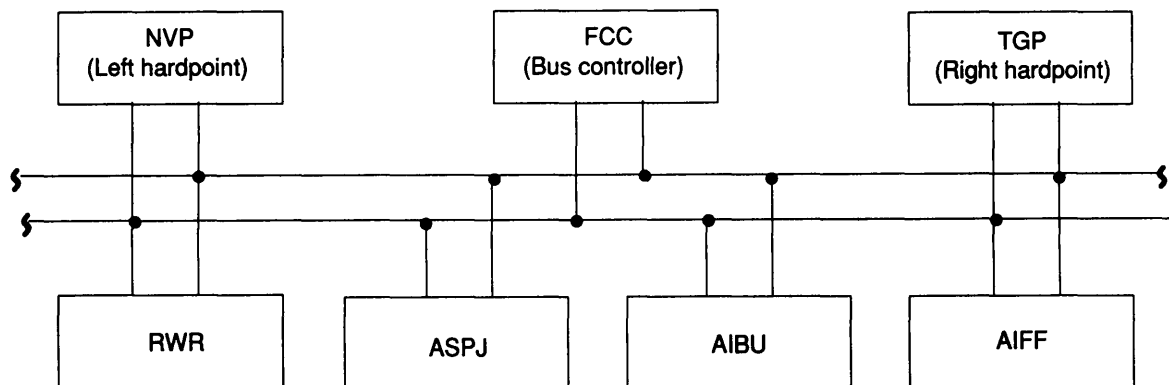 NVP
(Left hardpoint)
FCC
(Bus controller)
TGP
(Right hardpoint)
RWR
ASPJ
AIBU
AIFF